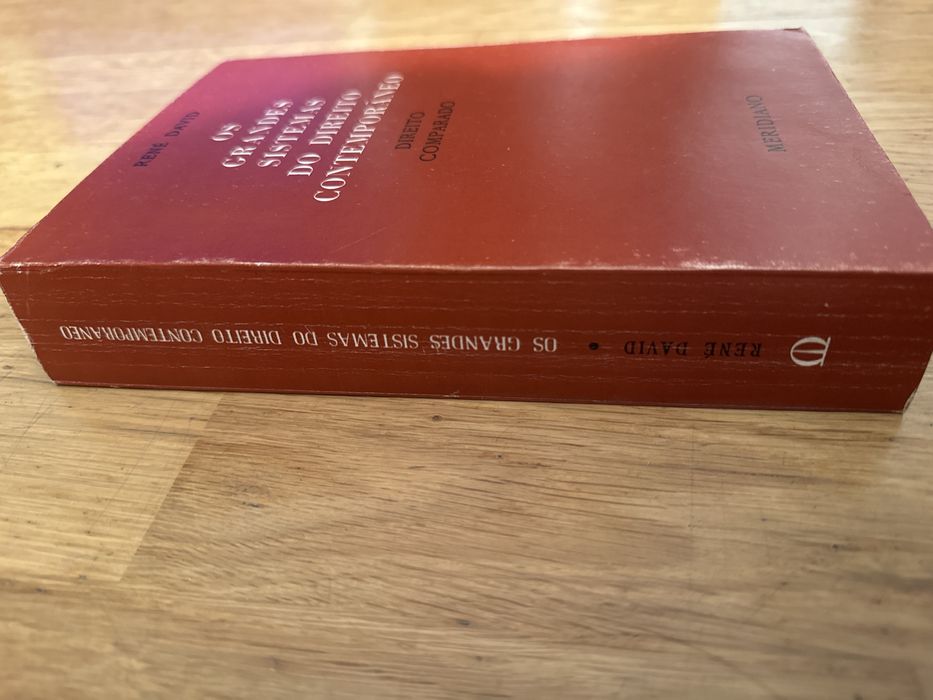 RENÉ DAVID
OS
GRANDES
SISTEMAS
DO DIREITO
CONTEMPORÂNEO
DIREITO
COMPARADO
MERIDIANO
RENÉ DAVID • OS GRANDES SISTEMAS DO DIREITO CONTEMPORÂNEO